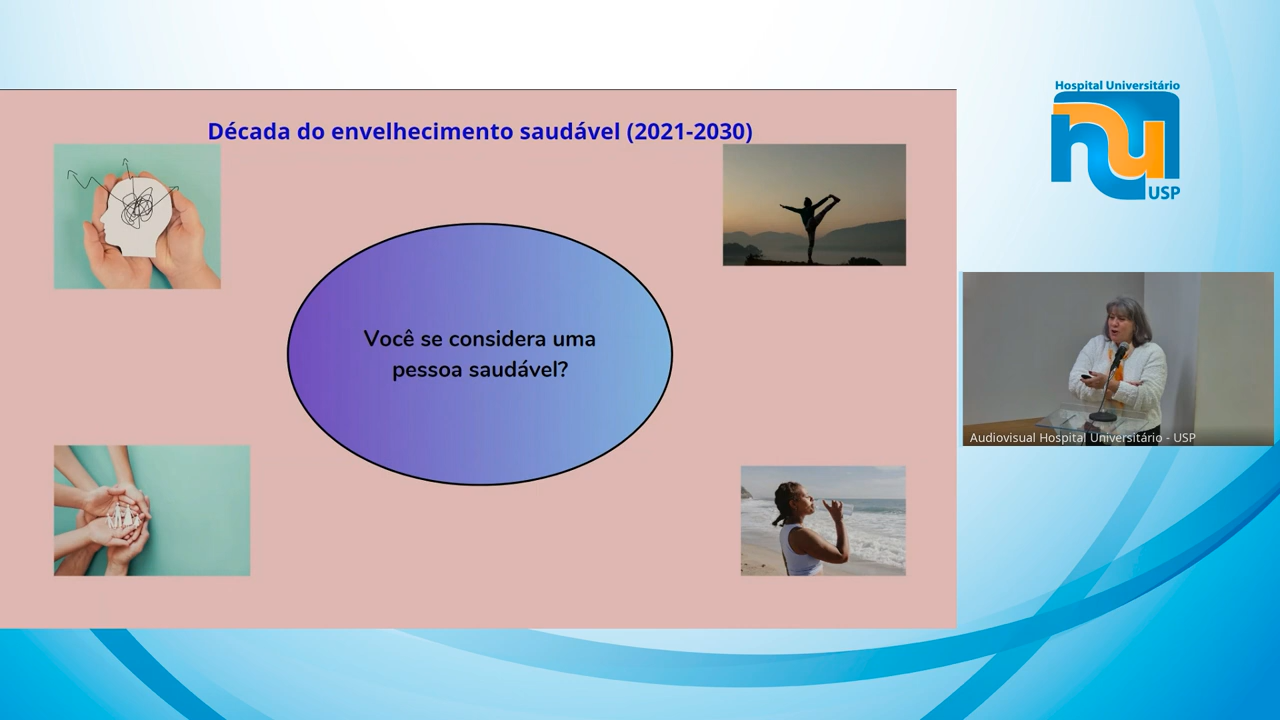 Década do envelhecimento saudável (2021-2030)
Você se considera uma
pessoa saudável?
Hospital Universitário
hu
USP
Audiovisual Hospital Universitário - USP